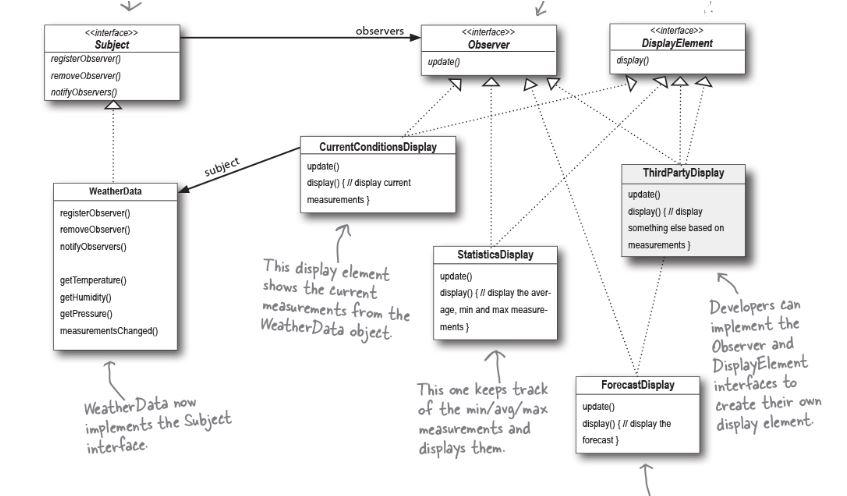 <<interface>>
Subject
registerObserver()
removeObserver()
notifyObservers()
observers
<<interface>>
Observer
update()
<<interface>>
DisplayElement
display()
subject
WeatherData
registerObserver()
removeObserver()
notifyObservers()
getTemperature()
getHumidity()
getPressure()
measurementsChanged()
CurrentConditionsDisplay
update()
display() { // display current
measurements }
ThirdPartyDisplay
update()
display() { // display
something else based on
measurements }
StatisticsDisplay
update()
display() { // display the aver-
age, min and max measure-
ments }
ForecastDisplay
update()
display() { // display the
forecast }
This display element
shows the current
measurements from the
WeatherData object.
WeatherData now
implements the Subject
interface.
This one keeps track
of the min/avg/max
measurements and
displays them.
Developers can
implement the
Observer and
DisplayElement
interfaces to
create their own
display element.